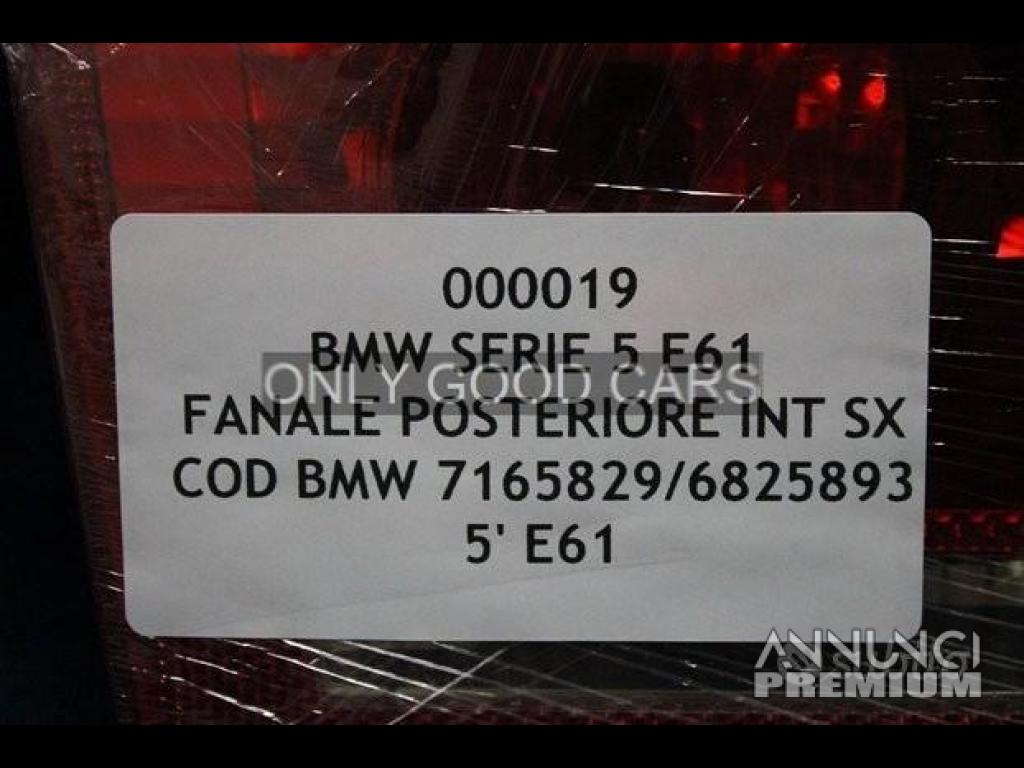 000019
BMW SERIE 5 E61
ONLY GOOD CARS
FANALE POSTERIORE INT SX
COD BMW 7165829/6825893
5' E61
ANNUNCI
PREMIUM